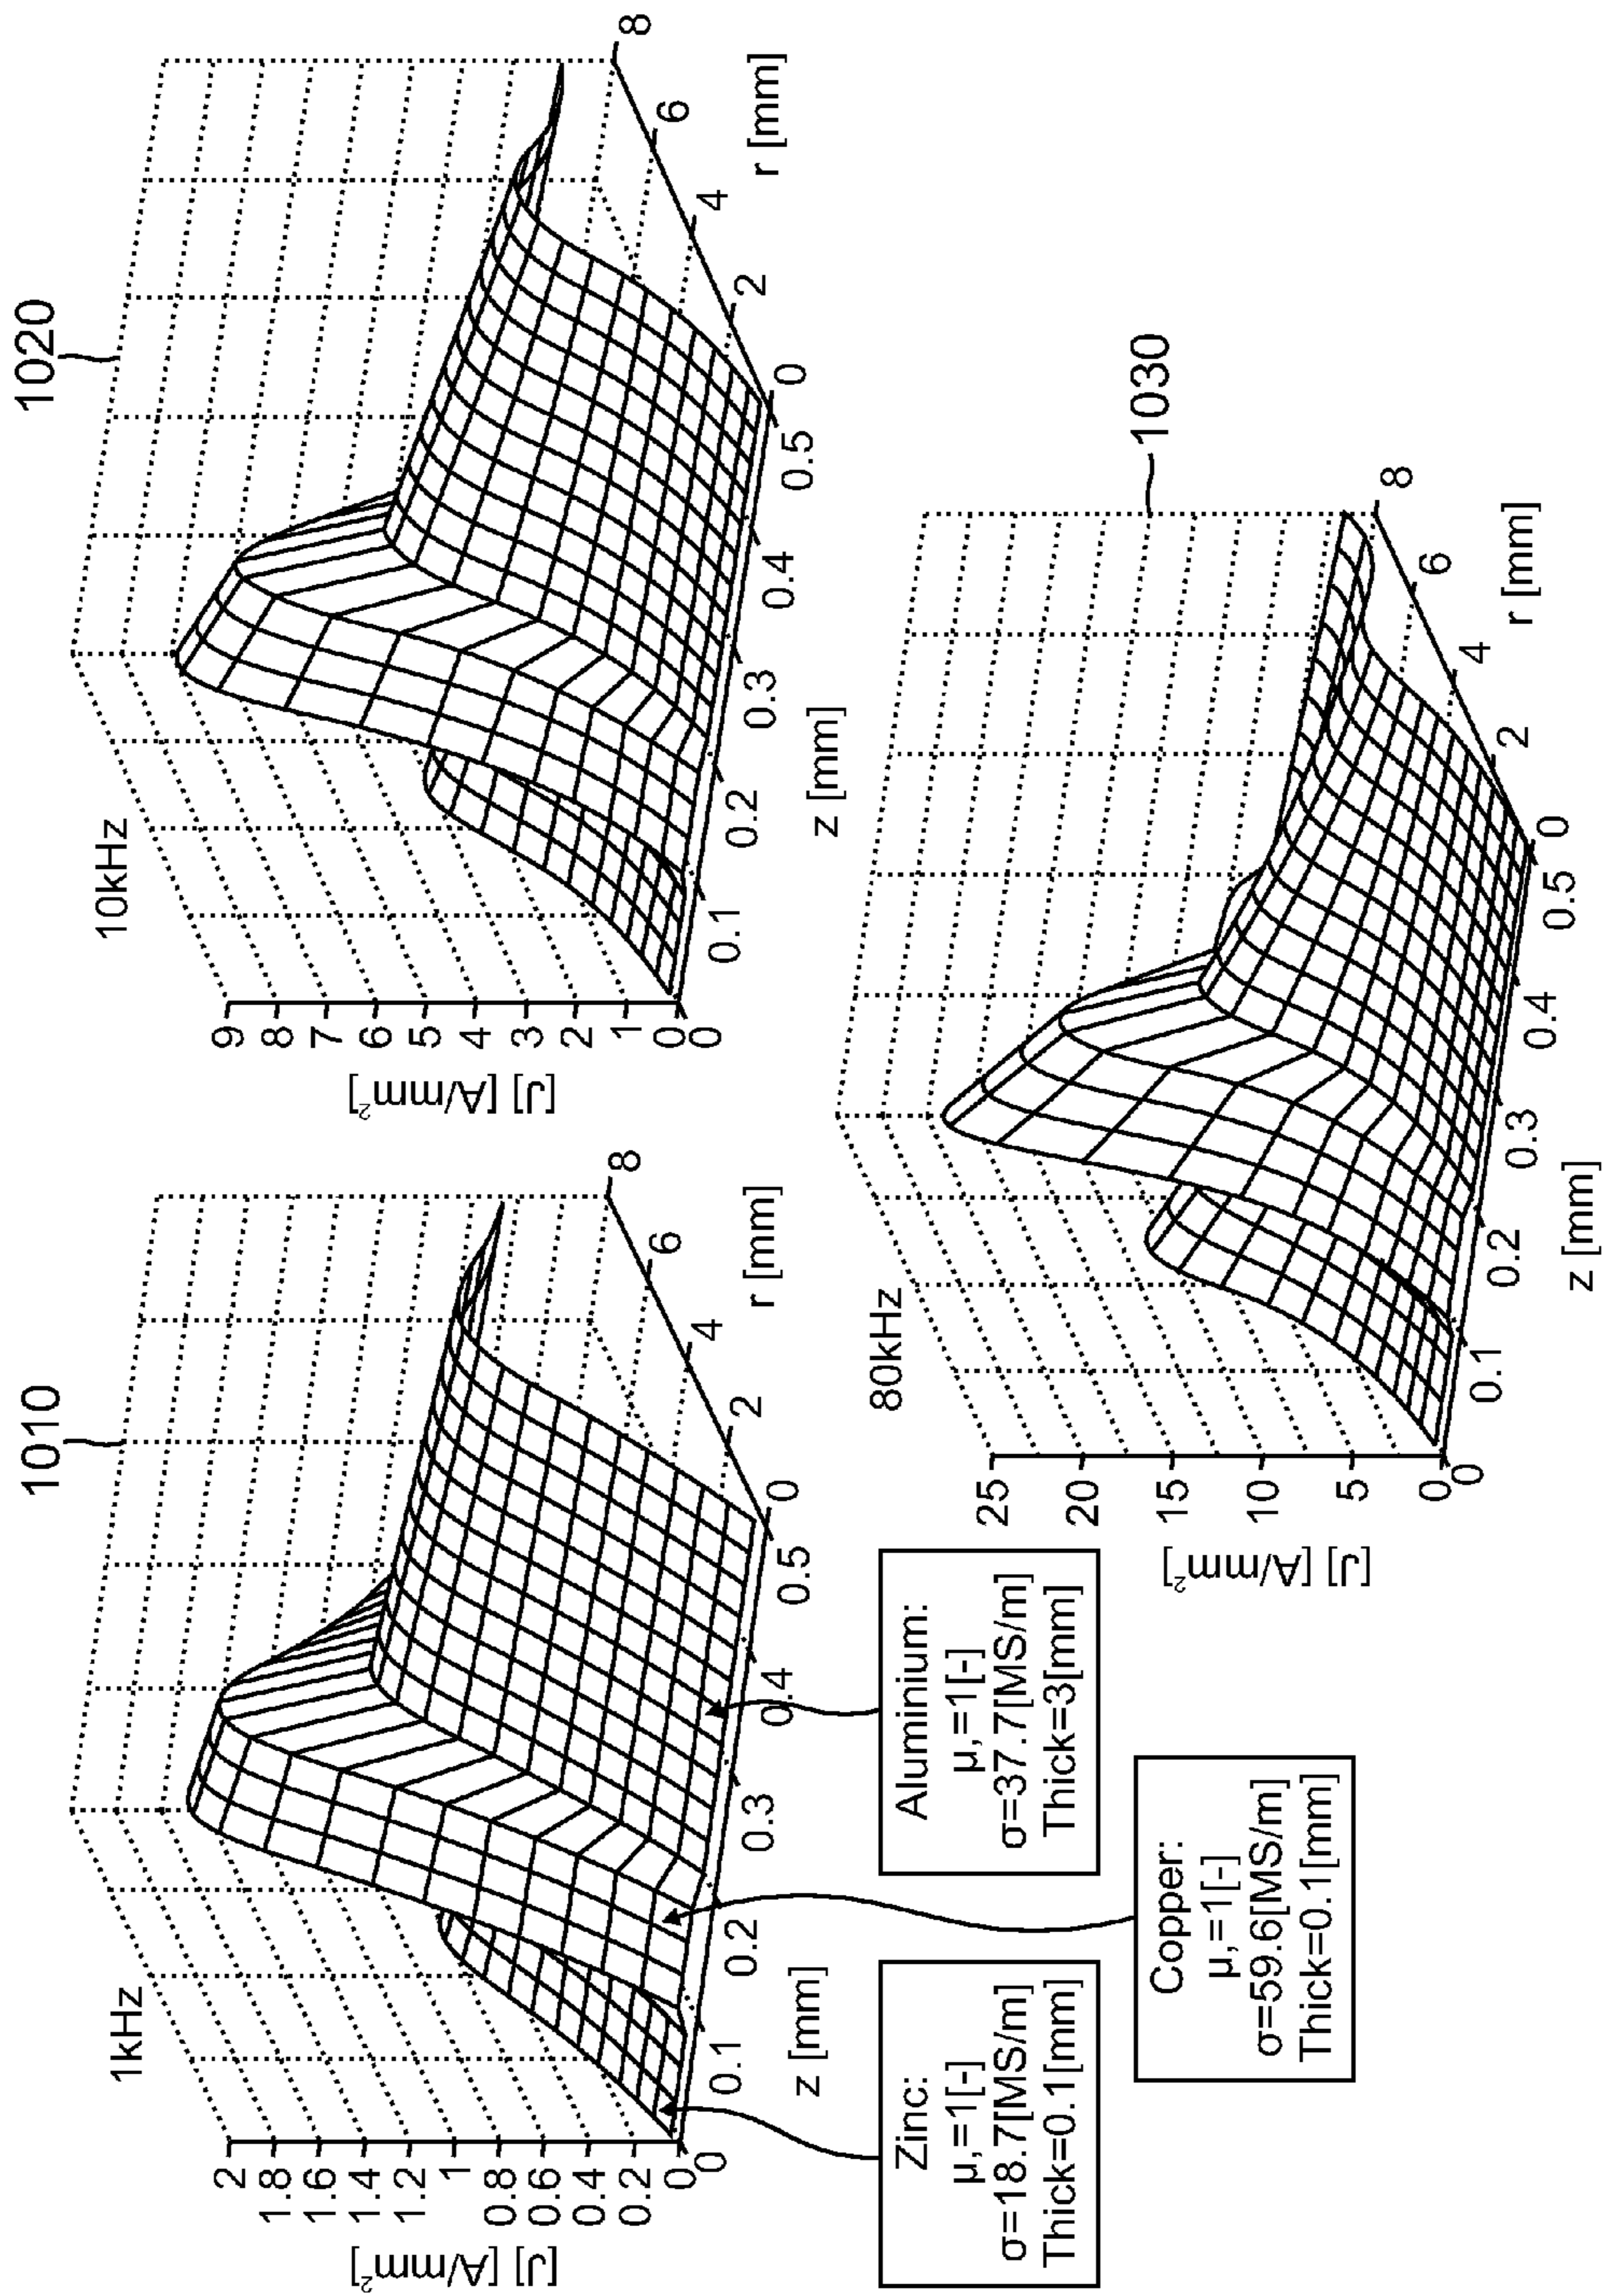 1010
1kHz
[J] [A/mm²]
2
1.8
1.6
1.4
1.2
1
0.8
0.6
0.4
0.2
0
0
0.1
0.2
0.3
0.4
0.5
z [mm]
0
2
4
6
8
r [mm]
1020
10kHz
[J] [A/mm²]
9
8
7
6
5
4
3
2
1
0
0
0.1
0.2
0.3
0.4
0.5
z [mm]
0
2
4
6
8
r [mm]
Zinc:
μ,=1[-]
σ=18.7[MS/m]
Thick=0.1[mm]
Copper:
μ,=1[-]
σ=59.6[MS/m]
Thick=0.1[mm]
Aluminium:
μ,=1[-]
σ=37.7[MS/m]
Thick=3[mm]
1030
80kHz
[J] [A/mm²]
25
20
15
10
5
0
0
0.1
0.2
0.3
0.4
0.5
z [mm]
0
2
4
6
8
r [mm]